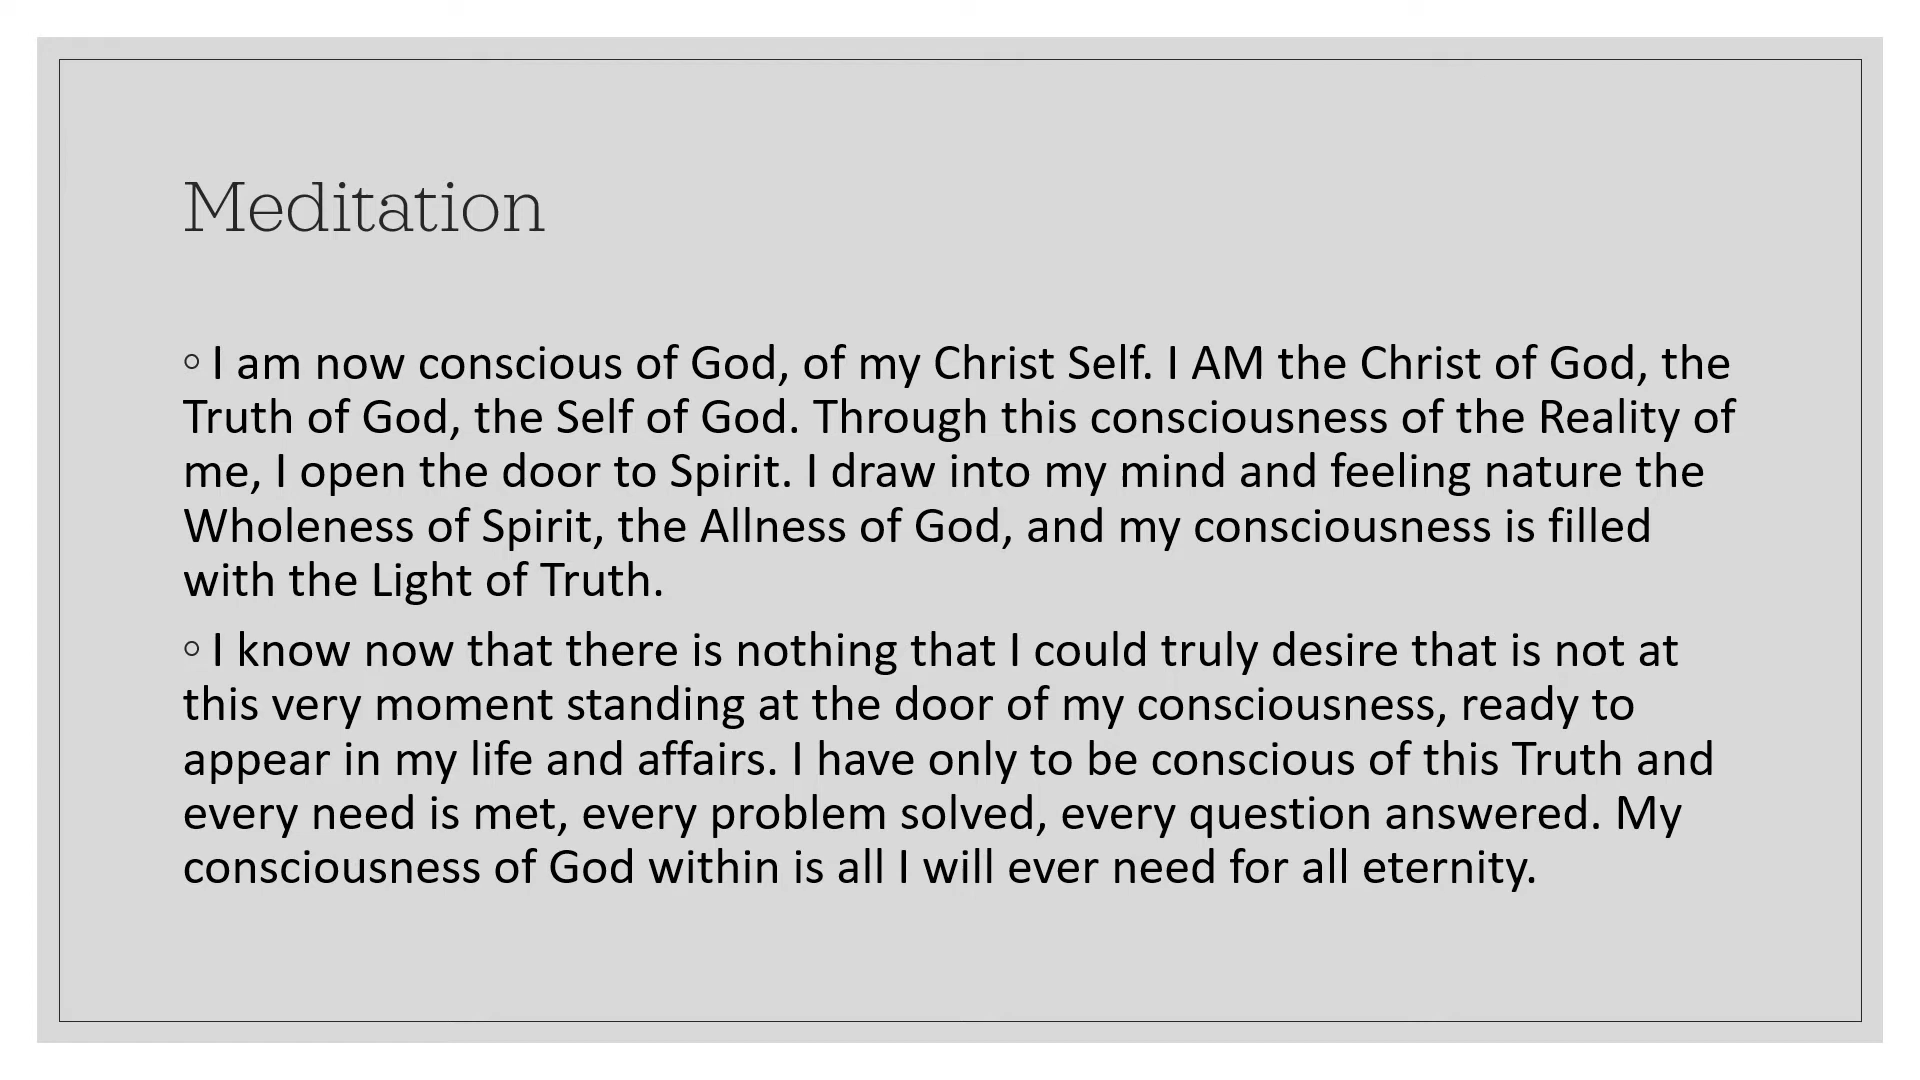 Meditation
◦ I am now conscious of God, of my Christ Self. I AM the Christ of God, the
Truth of God, the Self of God. Through this consciousness of the Reality of
me, I open the door to Spirit. I draw into my mind and feeling nature the
Wholeness of Spirit, the Allness of God, and my consciousness is filled
with the Light of Truth.
◦ I know now that there is nothing that I could truly desire that is not at
this very moment standing at the door of my consciousness, ready to
appear in my life and affairs. I have only to be conscious of this Truth and
every need is met, every problem solved, every question answered. My
consciousness of God within is all I will ever need for all eternity.